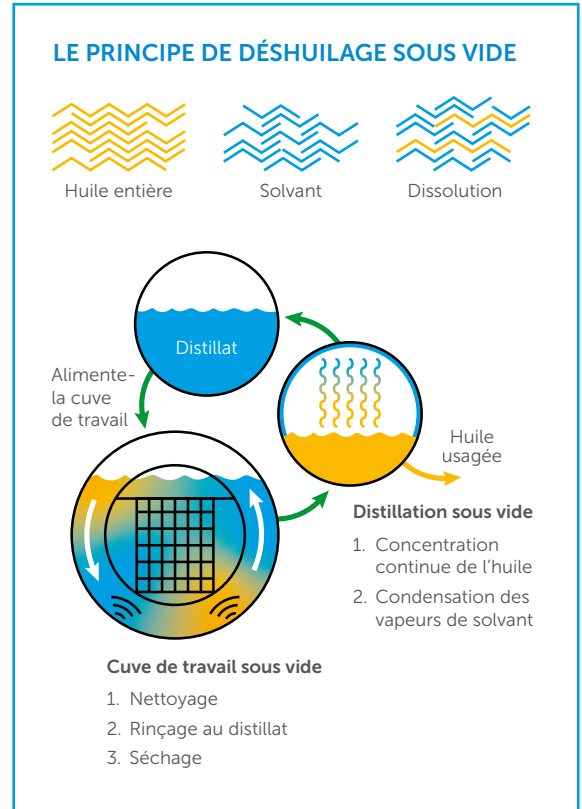 LE PRINCIPE DE DÉSHUILAGE SOUS VIDE
Huile entière
Solvant
Dissolution
Distillat
Alimente-
la cuve
de travail
Huile
usagée
Distillation sous vide
1. Concentration
continue de l'huile
2. Condensation des
vapeurs de solvant
Cuve de travail sous vide
1. Nettoyage
2. Rinçage au distillat
3. Séchage